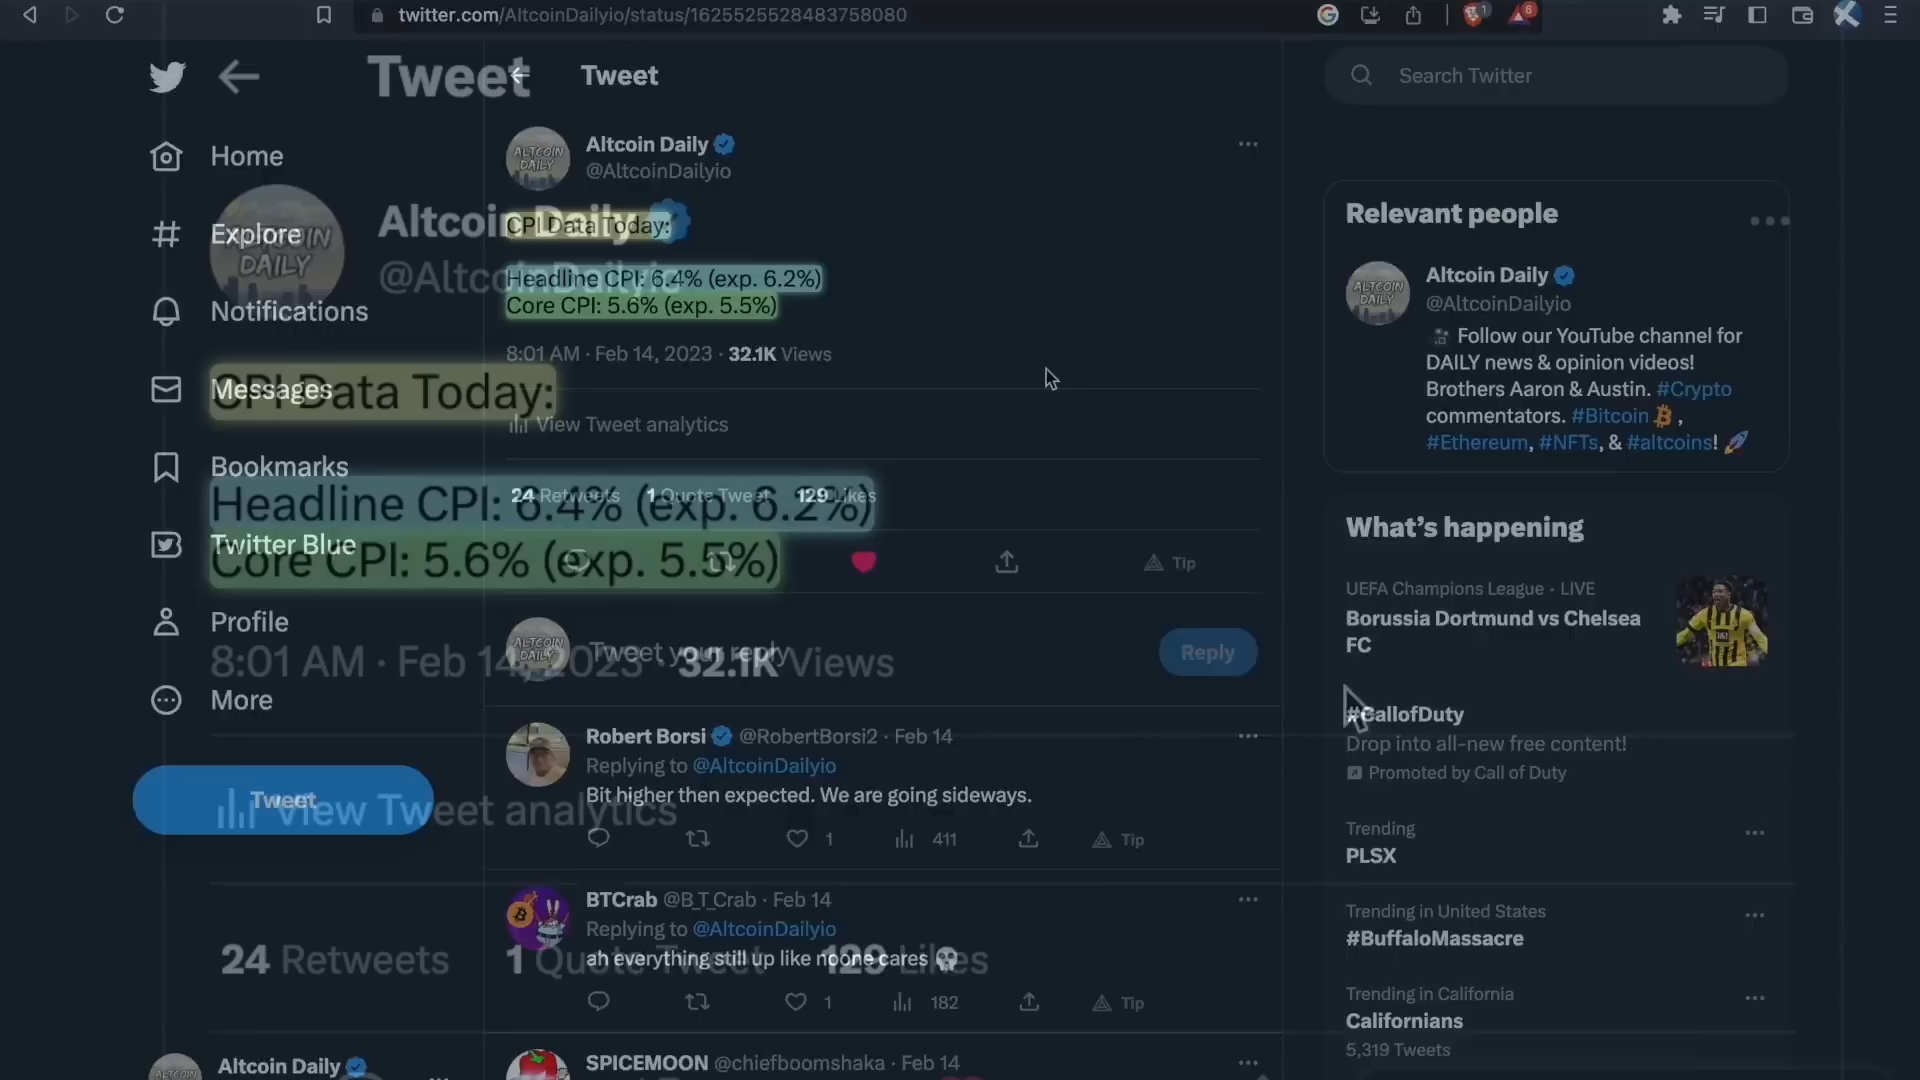 twitter.com/AltcoinDailyio/status/1625525528483758080
Tweet
Tweet
Search Twitter
Home
Explore
Notifications
Messages
Bookmarks
Twitter Blue
Profile
More
Tweet
Altcoin Daily
@AltcoinDailyio
CPI Data Today:
Headline CPI: 6.4% (exp. 6.2%)
Core CPI: 5.6% (exp. 5.5%)
8:01 AM · Feb 14, 2023 · 32.1K Views
View Tweet analytics
24 Retweets 1 Quote Tweet 129 Likes
Tip
Tweet your reply
Reply
Robert Borsi @RobertBorsi2 · Feb 14
Replying to @AltcoinDailyio
Bit higher then expected. We are going sideways.
1 411 Tip
BTCrab @B_T_Crab · Feb 14
Replying to @AltcoinDailyio
ah everything still up like noone cares 💀
1 182 Tip
SPICEMOON @chiefboomshaka · Feb 14
Altcoin Daily
@AltcoinDailyio
CPI Data Today:
Headline CPI: 6.4% (exp. 6.2%)
Core CPI: 5.6% (exp. 5.5%)
8:01 AM · Feb 14, 2023 · 32.1K Views
View Tweet analytics
24 Retweets 1 Quote Tweet 129 Likes
Altcoin Daily
Relevant people
Altcoin Daily
@AltcoinDailyio
Follow our YouTube channel for
DAILY news & opinion videos!
Brothers Aaron & Austin. #Crypto
commentators. #Bitcoin ,
#Ethereum, #NFTs, & #altcoins! 🚀
What's happening
UEFA Champions League · LIVE
Borussia Dortmund vs Chelsea
FC
#CallofDuty
Drop into all-new free content!
Promoted by Call of Duty
Trending
PLSX
Trending in United States
#BuffaloMassacre
Trending in California
Californians
5,319 Tweets
ALTCOIN
DAILY